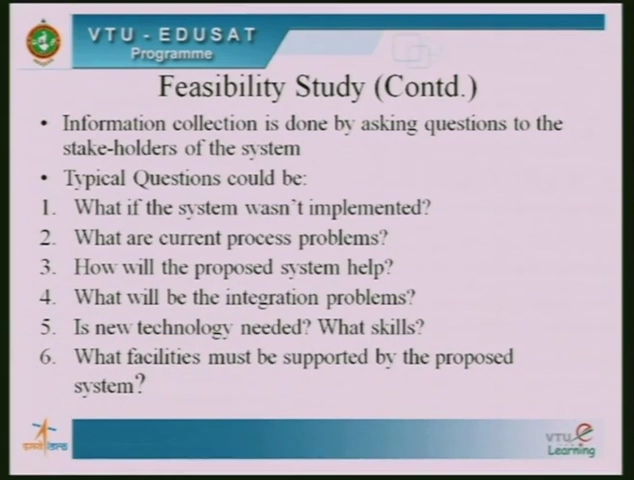 VTU - EDUSAT
Programme
Feasibility Study (Contd.)
• Information collection is done by asking questions to the
stake-holders of the system
• Typical Questions could be:
1. What if the system wasn't implemented?
2. What are current process problems?
3. How will the proposed system help?
4. What will be the integration problems?
5. Is new technology needed? What skills?
6. What facilities must be supported by the proposed
system?
VTU e
Learning